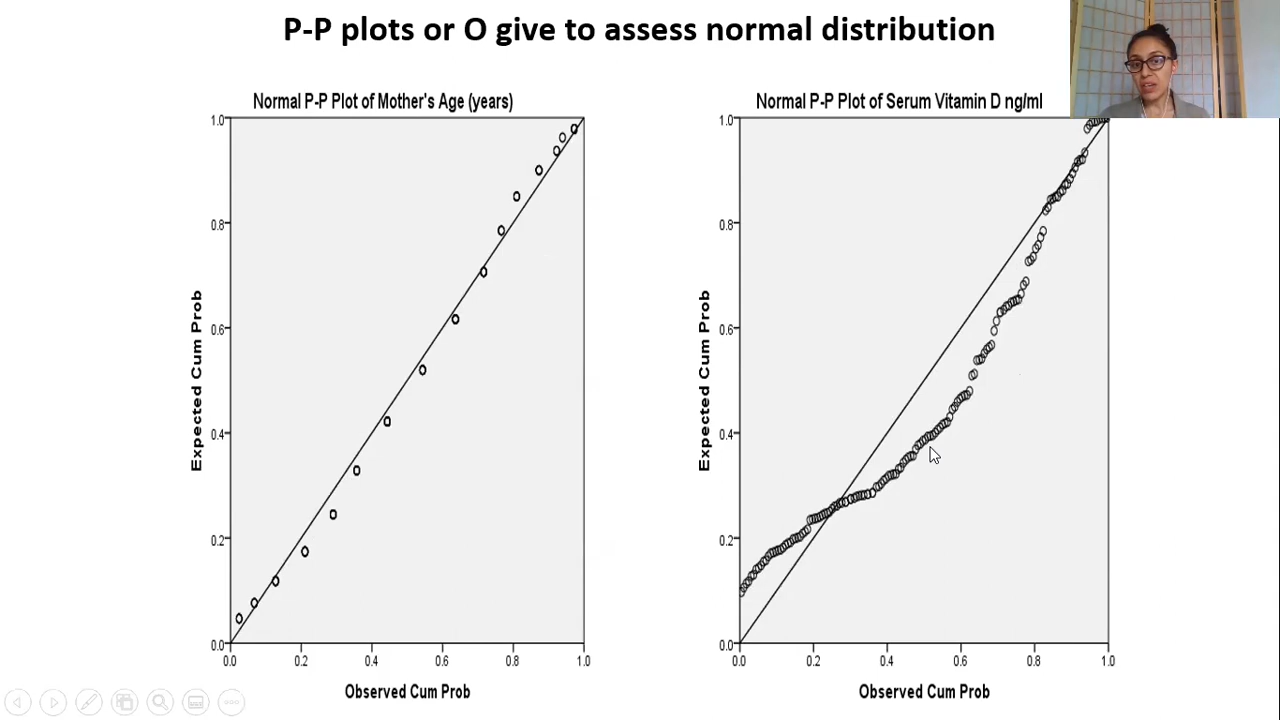 P-P plots or O give to assess normal distribution
Normal P-P Plot of Mother's Age (years)
1.0
0.8
0.6
0.4
0.2
0.0
Expected Cum Prob
0.0 0.2 0.4 0.6 0.8 1.0
Observed Cum Prob
Normal P-P Plot of Serum Vitamin D ng/ml
1.0
0.8
0.6
0.4
0.2
0.0
Expected Cum Prob
0.0 0.2 0.4 0.6 0.8 1.0
Observed Cum Prob